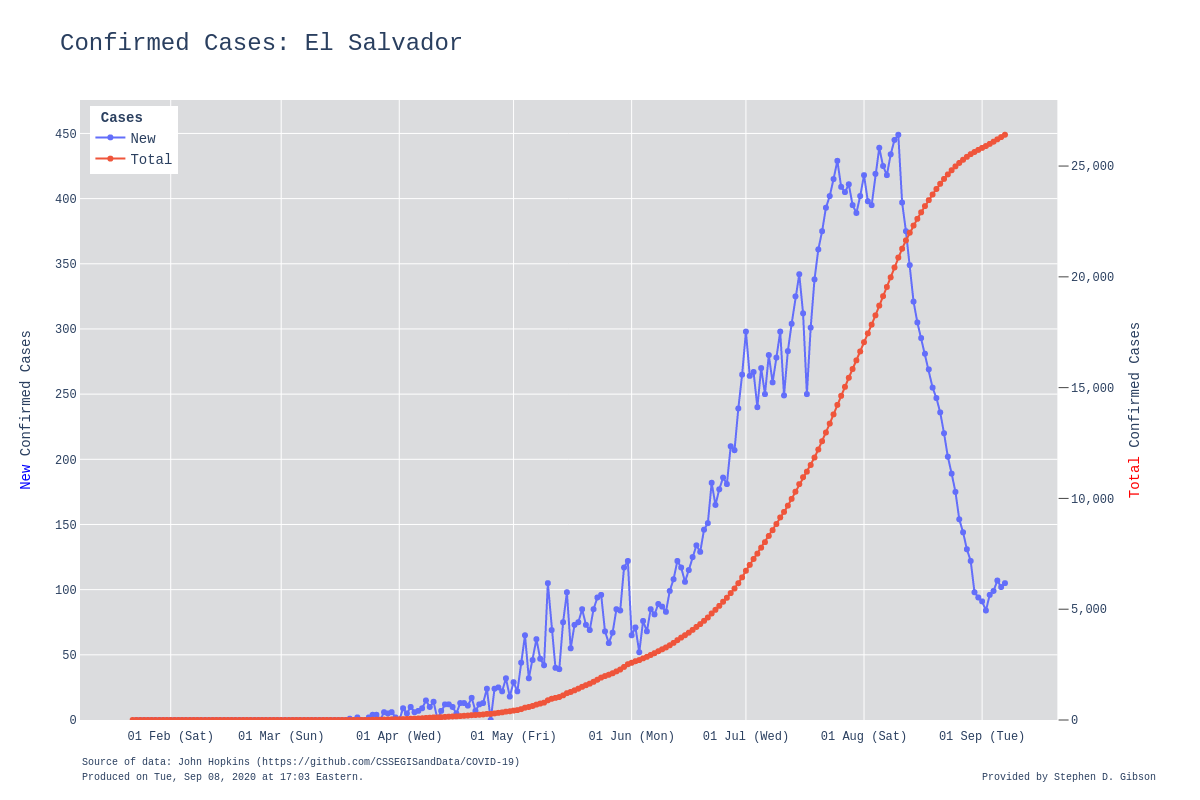 Confirmed Cases: El Salvador
Cases
New
Total
450
400
350
300
250
200
150
100
50
0
25,000
20,000
15,000
10,000
5,000
0
New Confirmed Cases
Total Confirmed Cases
01 Feb (Sat) 01 Mar (Sun) 01 Apr (Wed) 01 May (Fri) 01 Jun (Mon) 01 Jul (Wed) 01 Aug (Sat) 01 Sep (Tue)
Source of data: John Hopkins (https://github.com/CSSEGISandData/COVID-19)
Produced on Tue, Sep 08, 2020 at 17:03 Eastern.
Provided by Stephen D. Gibson